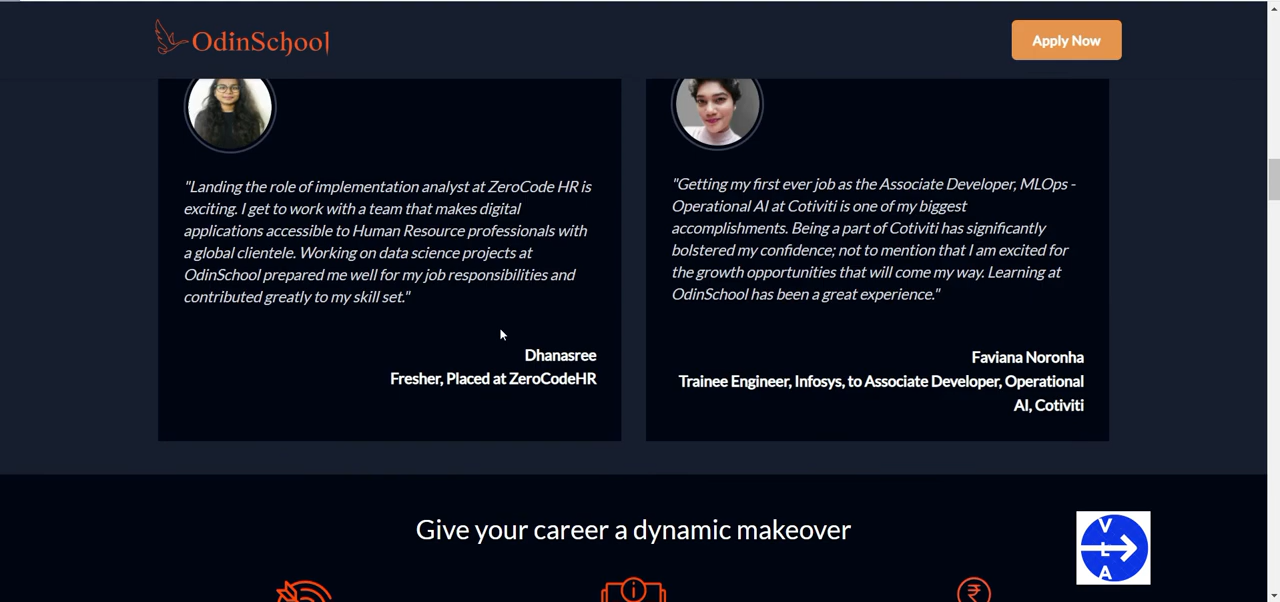 OdinSchool
Apply Now
"Landing the role of implementation analyst at ZeroCode HR is
exciting. I get to work with a team that makes digital
applications accessible to Human Resource professionals with
a global clientele. Working on data science projects at
OdinSchool prepared me well for my job responsibilities and
contributed greatly to my skill set."
Dhanasree
Fresher, Placed at ZeroCodeHR
"Getting my first ever job as the Associate Developer, MLOps -
Operational AI at Cotiviti is one of my biggest
accomplishments. Being a part of Cotiviti has significantly
bolstered my confidence; not to mention that I am excited for
the growth opportunities that will come my way. Learning at
OdinSchool has been a great experience."
Faviana Noronha
Trainee Engineer, Infosys, to Associate Developer, Operational
AI, Cotiviti
Give your career a dynamic makeover
V
L
A
₹